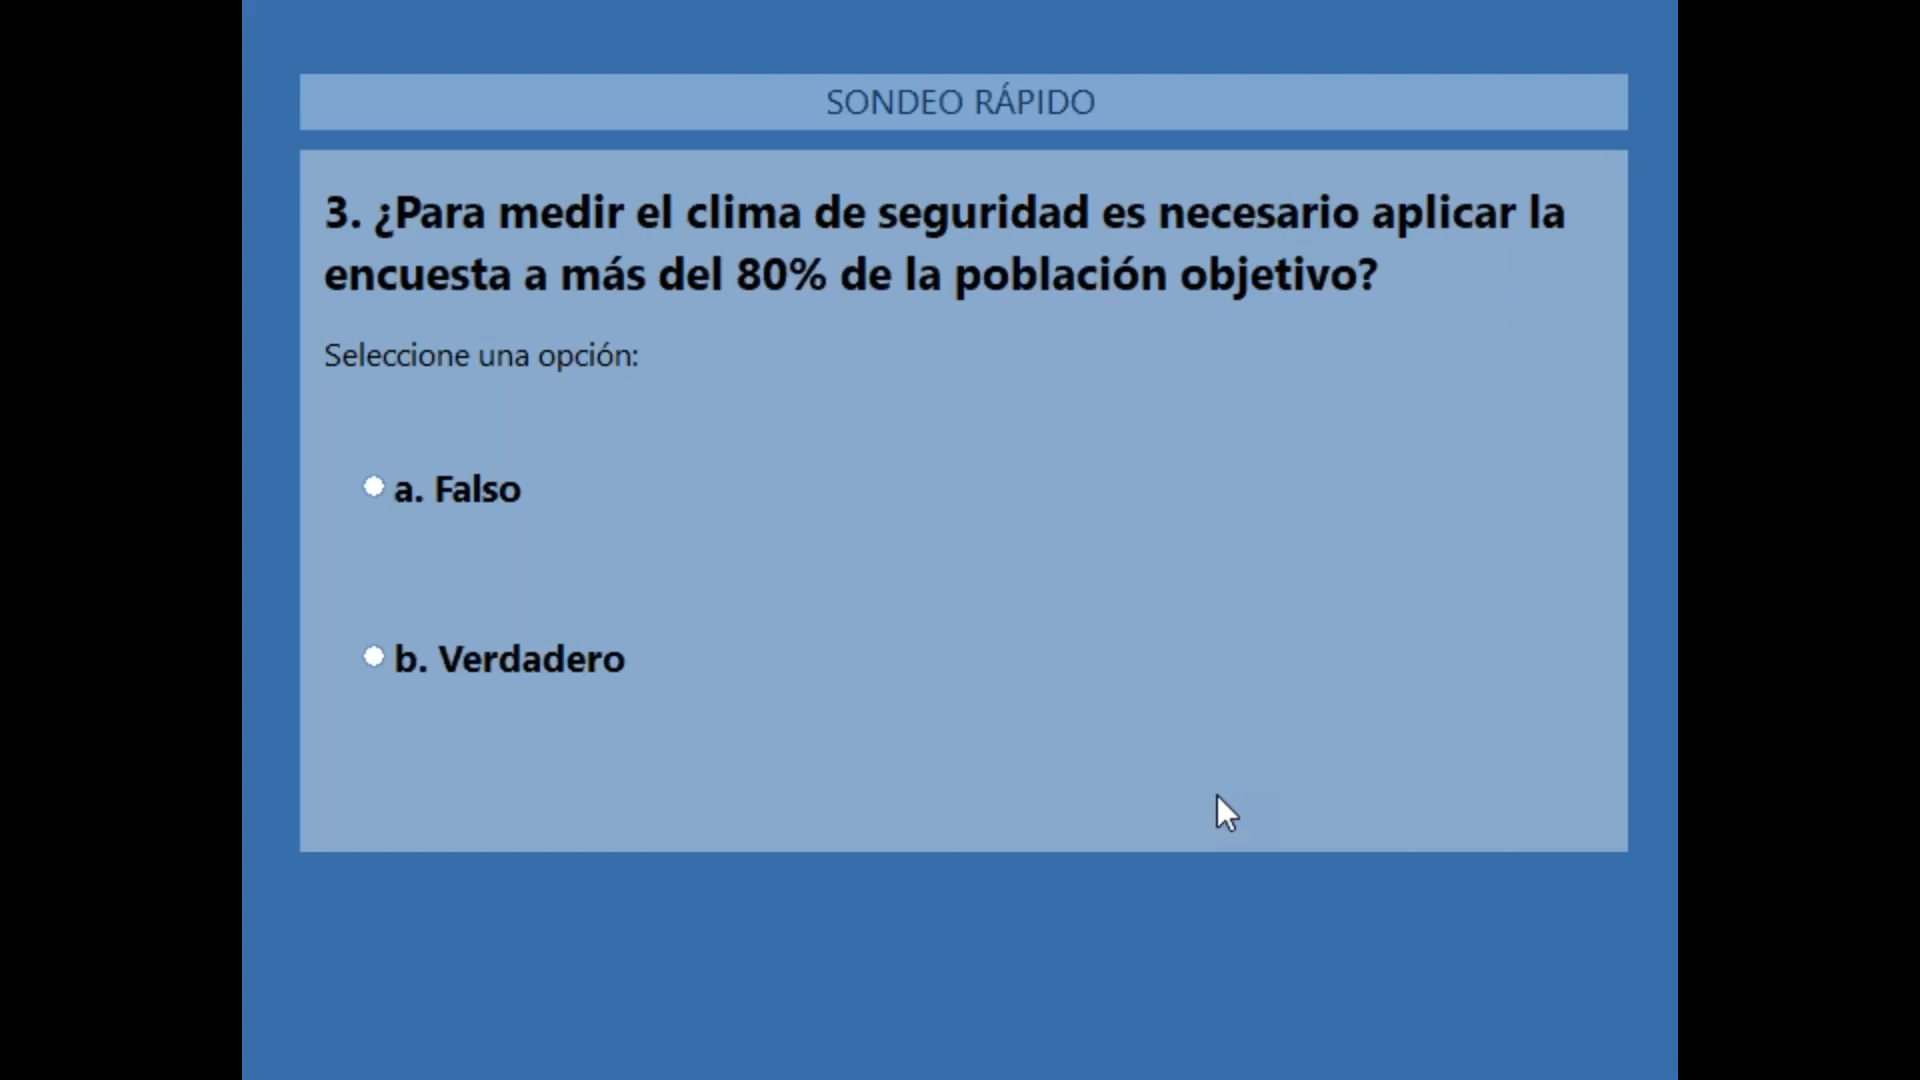 SONDEO RÁPIDO
3. ¿Para medir el clima de seguridad es necesario aplicar la
encuesta a más del 80% de la población objetivo?
Seleccione una opción:
a. Falso
b. Verdadero